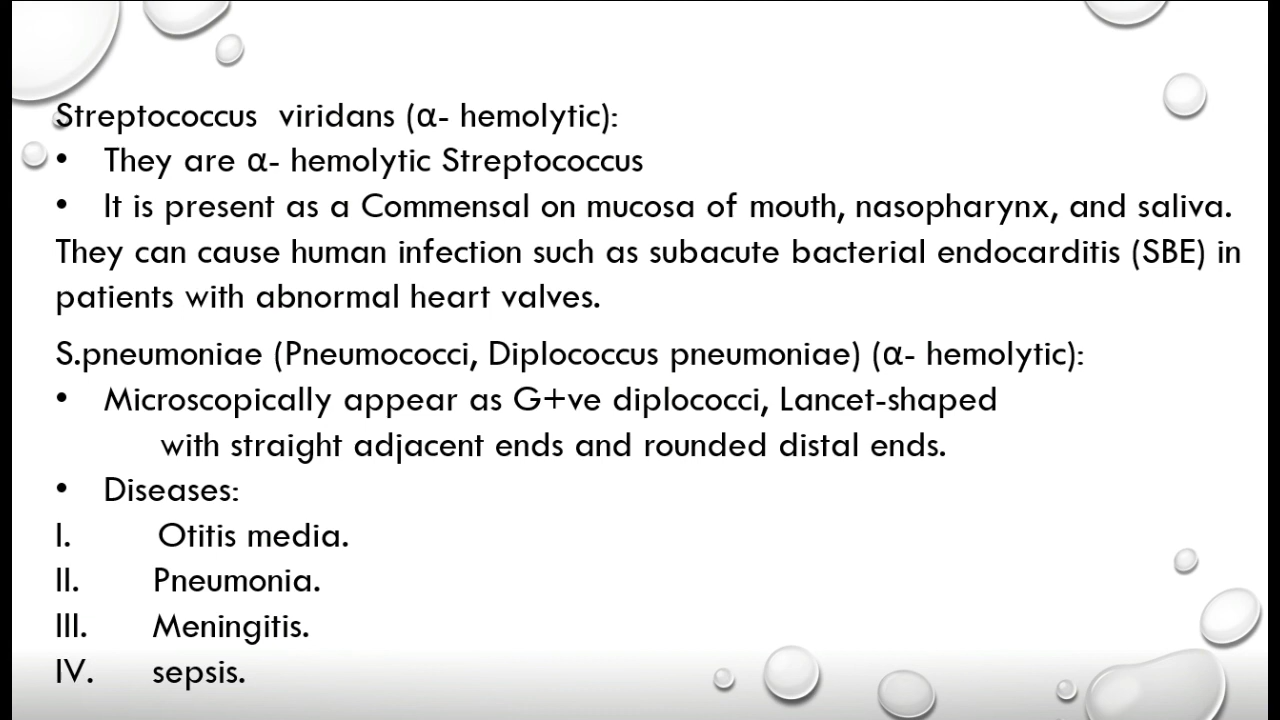 Streptococcus viridans (α- hemolytic):
• They are α- hemolytic Streptococcus
• It is present as a Commensal on mucosa of mouth, nasopharynx, and saliva.
They can cause human infection such as subacute bacterial endocarditis (SBE) in
patients with abnormal heart valves.
S.pneumoniae (Pneumococci, Diplococcus pneumoniae) (α- hemolytic):
• Microscopically appear as G+ve diplococci, Lancet-shaped
with straight adjacent ends and rounded distal ends.
• Diseases:
I. Otitis media.
II. Pneumonia.
III. Meningitis.
IV. sepsis.